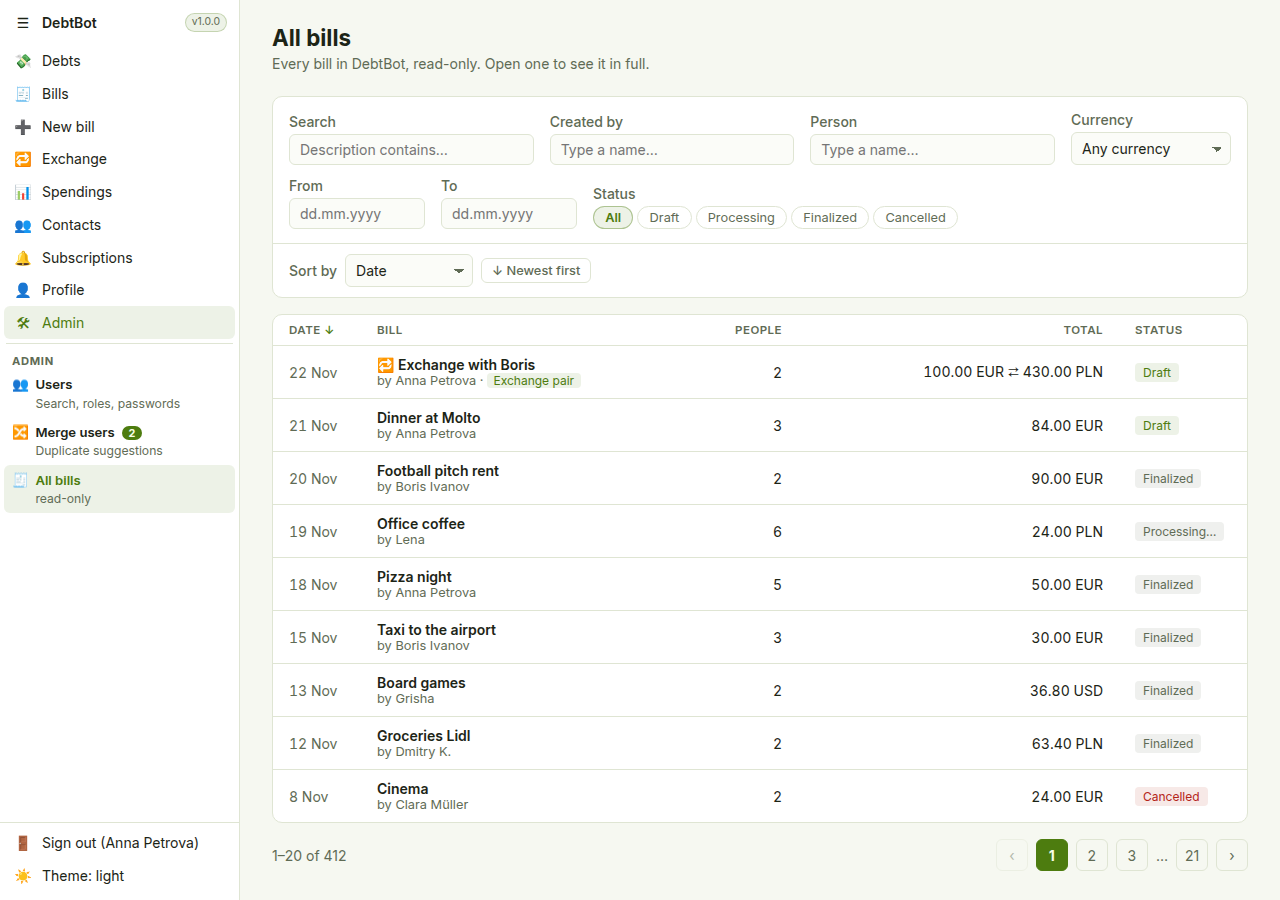 ☰ DebtBot v1.0.0
Debts
Bills
New bill
Exchange
Spendings
Contacts
Subscriptions
Profile
Admin
ADMIN
Users
Search, roles, passwords
Merge users 2
Duplicate suggestions
All bills
read-only
Sign out (Anna Petrova)
Theme: light
All bills
Every bill in DebtBot, read-only. Open one to see it in full.
Search Created by Person Currency
Description contains... Type a name... Type a name... Any currency
From To Status
dd.mm.yyyy dd.mm.yyyy All Draft Processing Finalized Cancelled
Sort by Date ↓ Newest first
DATE ↓ BILL PEOPLE TOTAL STATUS
22 Nov Exchange with Boris 2 100.00 EUR ⇄ 430.00 PLN Draft
by Anna Petrova · Exchange pair
21 Nov Dinner at Molto 3 84.00 EUR Draft
by Anna Petrova
20 Nov Football pitch rent 2 90.00 EUR Finalized
by Boris Ivanov
19 Nov Office coffee 6 24.00 PLN Processing...
by Lena
18 Nov Pizza night 5 50.00 EUR Finalized
by Anna Petrova
15 Nov Taxi to the airport 3 30.00 EUR Finalized
by Boris Ivanov
13 Nov Board games 2 36.80 USD Finalized
by Grisha
12 Nov Groceries Lidl 2 63.40 PLN Finalized
by Dmitry K.
8 Nov Cinema 2 24.00 EUR Cancelled
by Clara Müller
1–20 of 412 ‹ 1 2 3 ... 21 ›